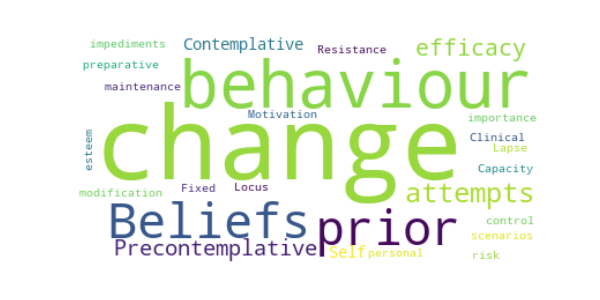 impediments Contemplative Resistance efficacy
preparative behaviour
maintenance
Motivation importance
change Clinical
esteem Lapse
Capacity
modification Fixed Locus attempts
Beliefs prior control
Precontemplative Self personal scenarios
risk